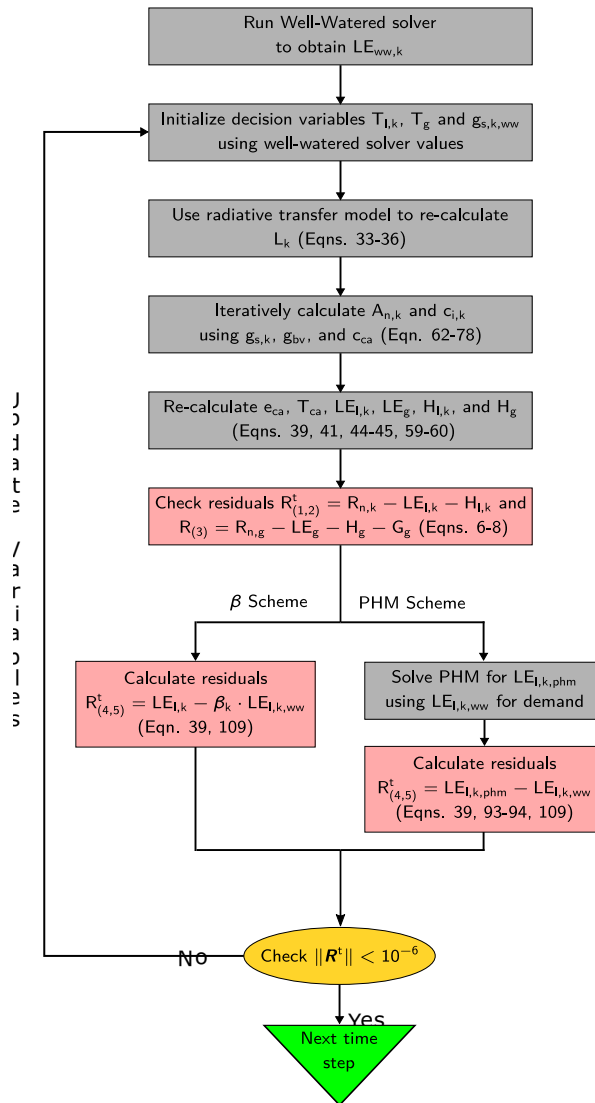 Run Well-Watered solver
to obtain LE_ww,k
Initialize decision variables T_l,k, T_g and g_s,k,ww
using well-watered solver values
Use radiative transfer model to re-calculate
L_k (Eqns. 33-36)
Iteratively calculate A_n,k and c_i,k
using g_s,k, g_bv, and c_ca (Eqn. 62-78)
Re-calculate e_ca, T_ca, LE_l,k, LE_g, H_l,k, and H_g
(Eqns. 39, 41, 44-45, 59-60)
Check residuals R^t_(1,2) = R_n,k − LE_l,k − H_l,k and
R_(3) = R_n,g − LE_g − H_g − G_g (Eqns. 6-8)
β Scheme
PHM Scheme
Calculate residuals
R^t_(4,5) = LE_l,k − β_k · LE_l,k,ww
(Eqn. 39, 109)
Solve PHM for LE_l,k,phm
using LE_l,k,ww for demand
Calculate residuals
R^t_(4,5) = LE_l,k,phm − LE_l,k,ww
(Eqns. 39, 93-94, 109)
Update Variables
No
Check ‖R^t‖ < 10^−6
Yes
Next time
step